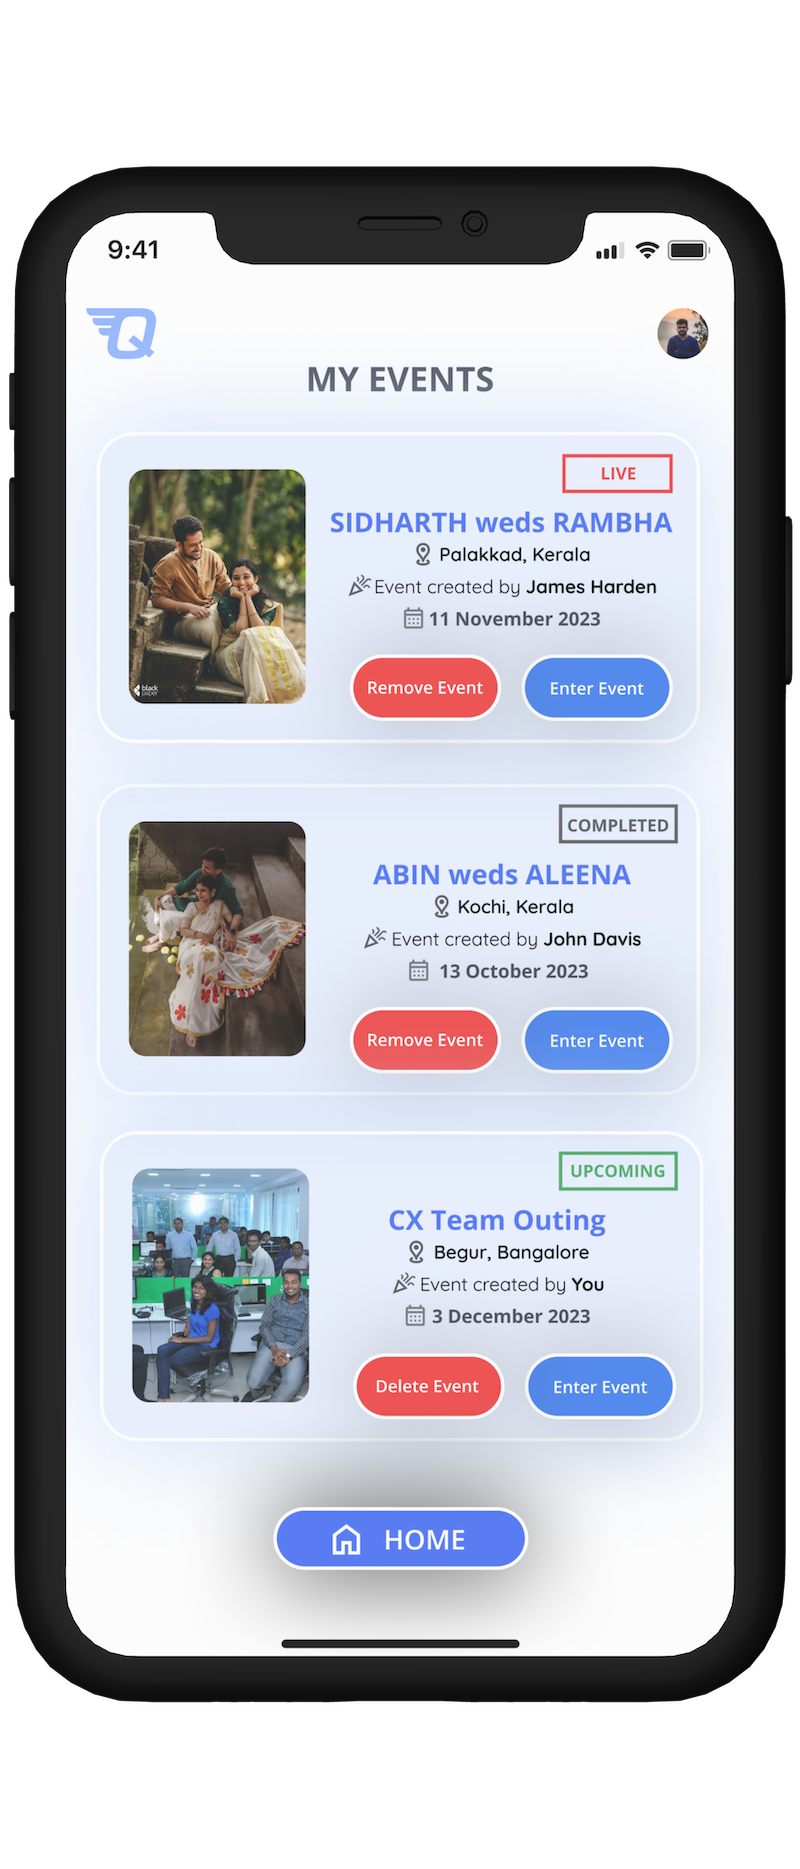 9:41
Q
MY EVENTS
LIVE
SIDHARTH weds RAMBHA
Palakkad, Kerala
Event created by James Harden
11 November 2023
Remove Event
Enter Event
black
paper
COMPLETED
ABIN weds ALEENA
Kochi, Kerala
Event created by John Davis
13 October 2023
Remove Event
Enter Event
UPCOMING
CX Team Outing
Begur, Bangalore
Event created by You
3 December 2023
Delete Event
Enter Event
HOME